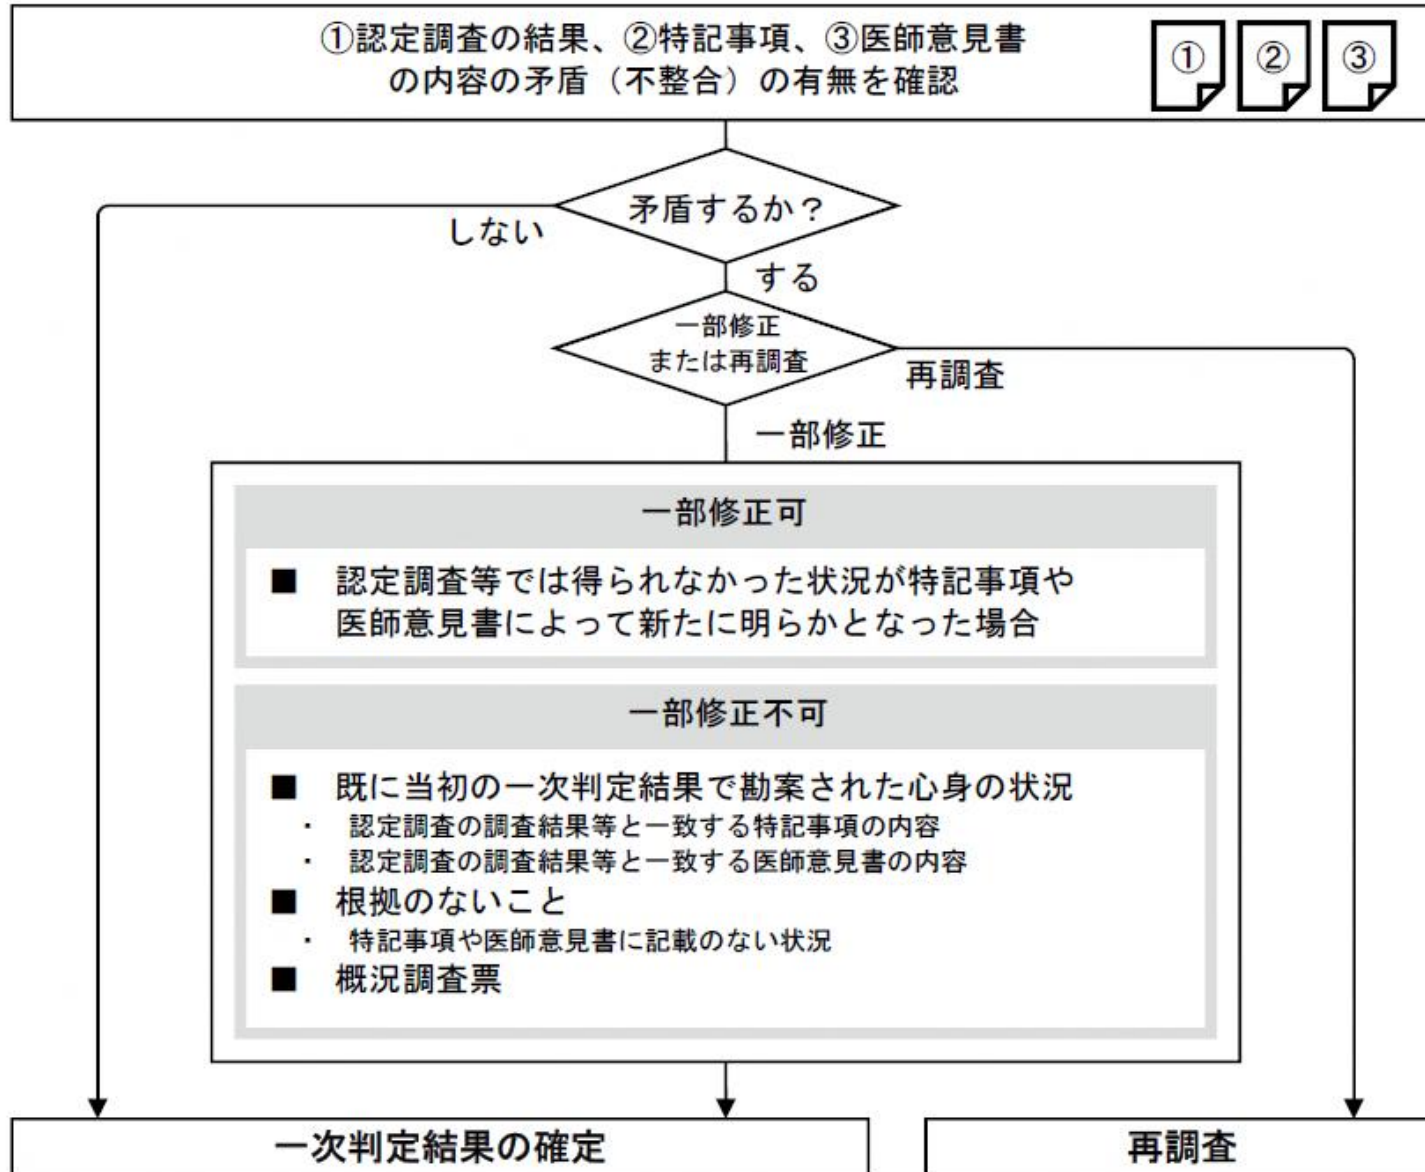 ①認定調査の結果、②特記事項、③医師意見書
の内容の矛盾（不整合）の有無を確認
① ② ③
矛盾するか？
しない
する
一部修正
または再調査
再調査
一部修正
一部修正可
■ 認定調査等では得られなかった状況が特記事項や
医師意見書によって新たに明らかとなった場合
一部修正不可
■ 既に当初の一次判定結果で勘案された心身の状況
・ 認定調査の調査結果等と一致する特記事項の内容
・ 認定調査の調査結果等と一致する医師意見書の内容
■ 根拠のないこと
・ 特記事項や医師意見書に記載のない状況
■ 概況調査票
一次判定結果の確定
再調査